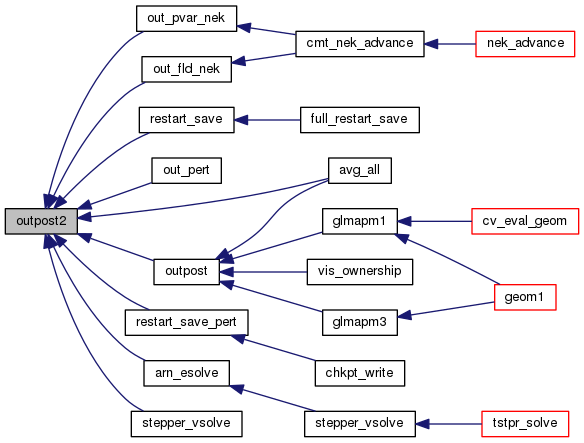 out_pvar_nek
cmt_nek_advance
nek_advance
out_fld_nek
restart_save
full_restart_save
out_pert
avg_all
outpost2
glmapm1
cv_eval_geom
outpost
vis_ownership
geom1
restart_save_pert
glmapm3
arn_esolve
chkpt_write
stepper_vsolve
stepper_vsolve
tstpr_solve